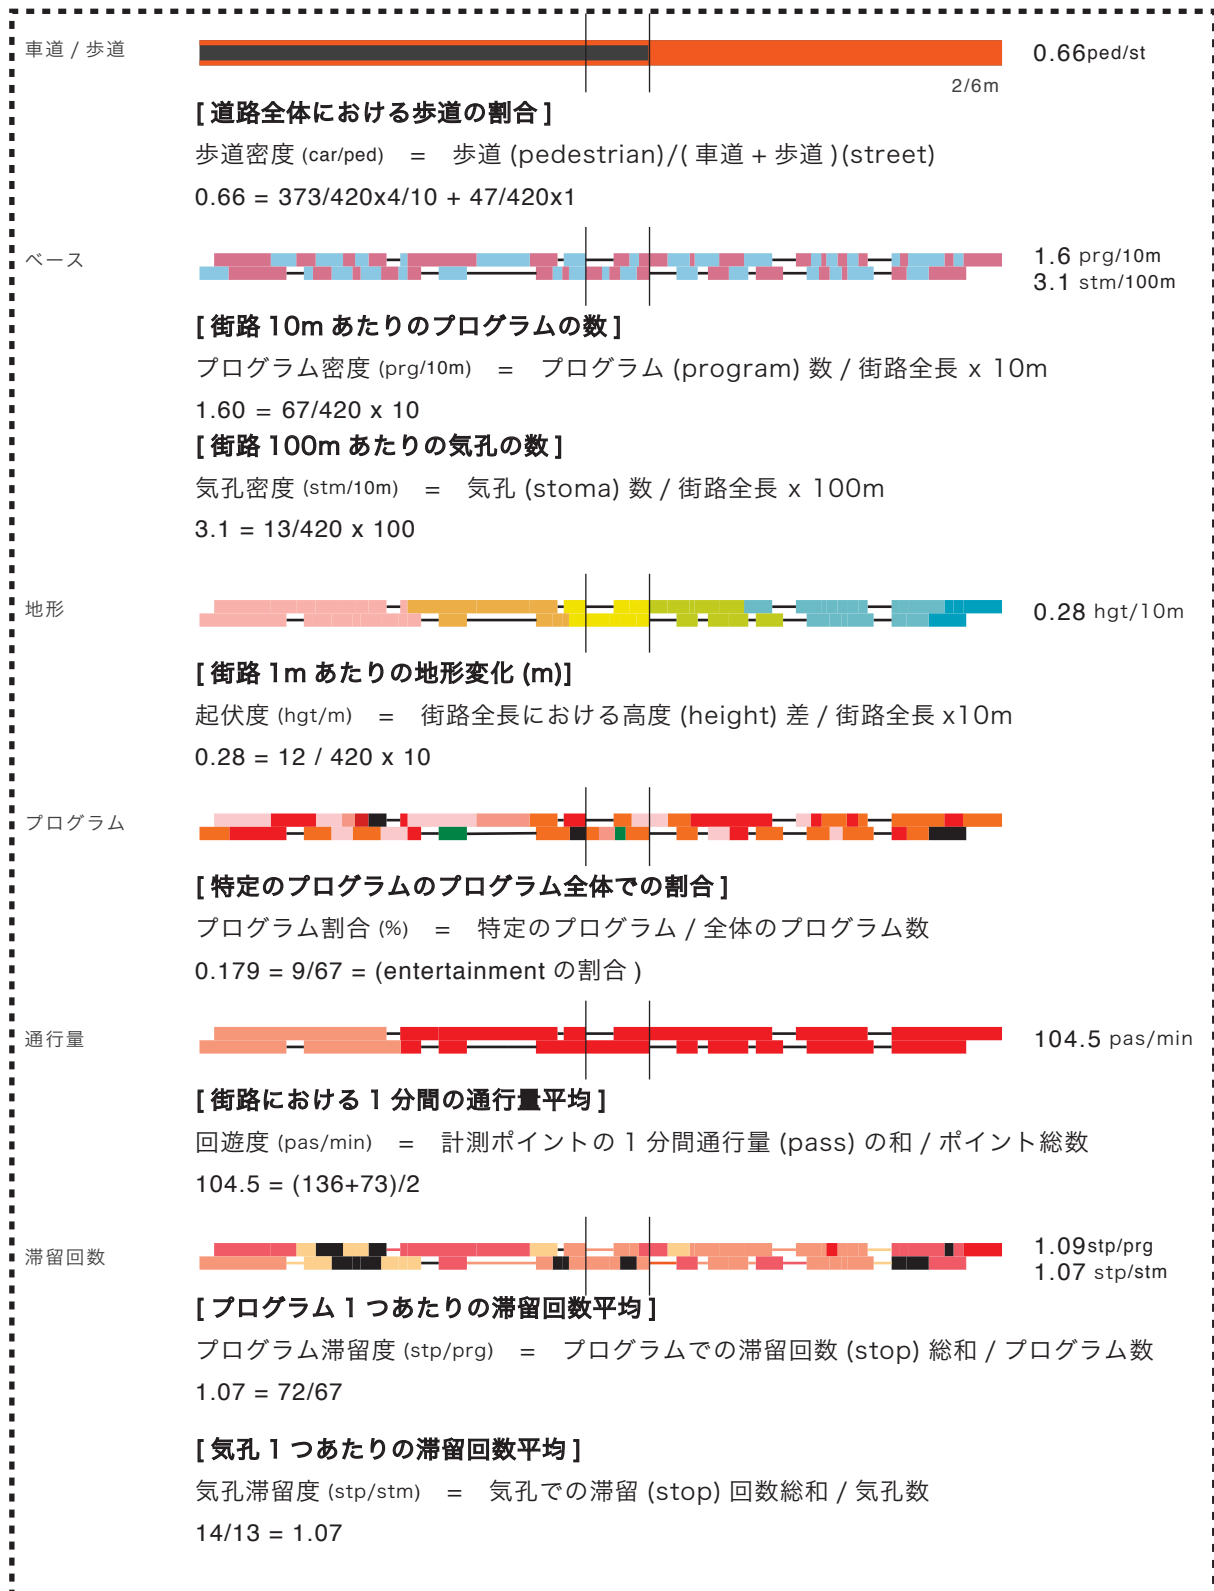 車道 / 歩道
0.66ped/st
2/6m
[ 道路全体における歩道の割合 ]
歩道密度 (car/ped) = 歩道 (pedestrian)/( 車道 + 歩道 )(street)
0.66 = 373/420x4/10 + 47/420x1
ベース
1.6 prg/10m
3.1 stm/100m
[ 街路 10m あたりのプログラムの数 ]
プログラム密度 (prg/10m) = プログラム (program) 数 / 街路全長 x 10m
1.60 = 67/420 x 10
[ 街路 100m あたりの気孔の数 ]
気孔密度 (stm/10m) = 気孔 (stoma) 数 / 街路全長 x 100m
3.1 = 13/420 x 100
地形
0.28 hgt/10m
[ 街路 1m あたりの地形変化 (m)]
起伏度 (hgt/m) = 街路全長における高度 (height) 差 / 街路全長 x10m
0.28 = 12 / 420 x 10
プログラム
[ 特定のプログラムのプログラム全体での割合 ]
プログラム割合 (%) = 特定のプログラム / 全体のプログラム数
0.179 = 9/67 = (entertainment の割合 )
通行量
104.5 pas/min
[ 街路における 1 分間の通行量平均 ]
回遊度 (pas/min) = 計測ポイントの 1 分間通行量 (pass) の和 / ポイント総数
104.5 = (136+73)/2
滞留回数
1.09stp/prg
1.07 stp/stm
[ プログラム 1 つあたりの滞留回数平均 ]
プログラム滞留度 (stp/prg) = プログラムでの滞留回数 (stop) 総和 / プログラム数
1.07 = 72/67
[ 気孔 1 つあたりの滞留回数平均 ]
気孔滞留度 (stp/stm) = 気孔での滞留 (stop) 回数総和 / 気孔数
14/13 = 1.07